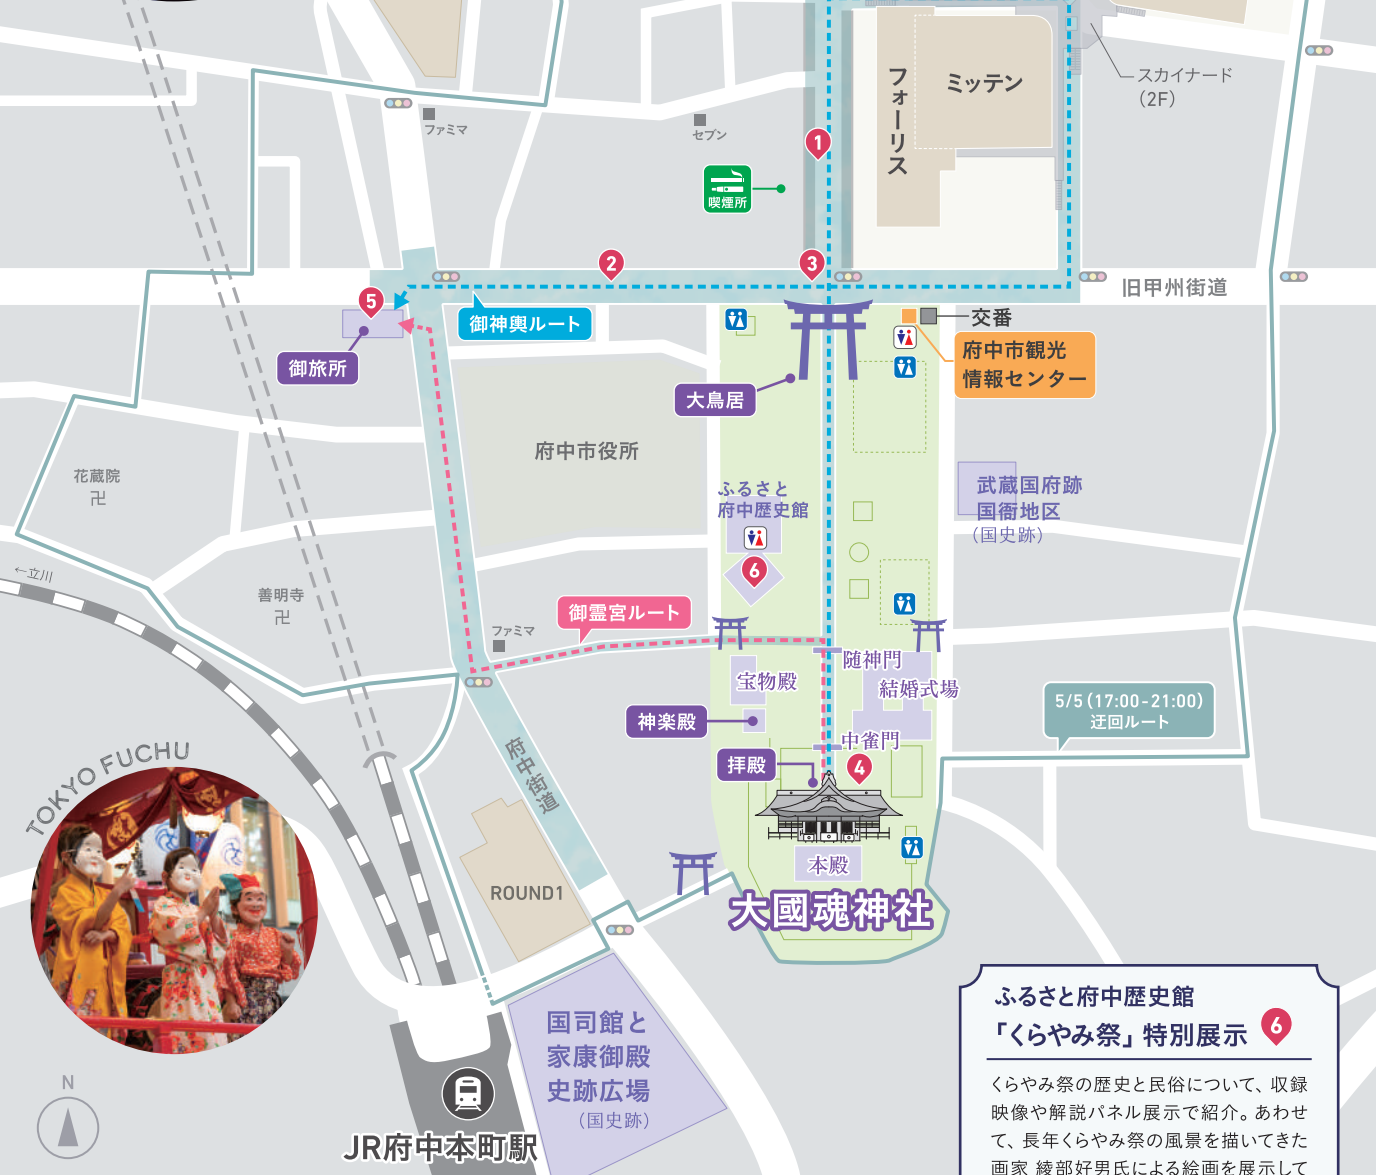 フォーリス
ミッテン
スカイナード
（2F）
ファミマ
セブン
1
喫煙所
2
3
5
旧甲州街道
御神輿ルート
交番
府中市観光
情報センター
御旅所
大鳥居
府中市役所
花蔵院
卍
ふるさと
府中歴史館
武蔵国府跡
国衙地区
（国史跡）
6
←立川
善明寺
卍
ファミマ
御霊宮ルート
随神門
宝物殿
結婚式場
神楽殿
中雀門
5/5（17:00-21:00）
迂回ルート
拝殿
4
府中街道
TOKYO FUCHU
本殿
ROUND1
大國魂神社
国司館と
家康御殿
史跡広場
（国史跡）
N
JR府中本町駅
ふるさと府中歴史館
「くらやみ祭」特別展示 6
くらやみ祭の歴史と民俗について、収録
映像や解説パネル展示で紹介。あわせ
て、長年くらやみ祭の風景を描いてきた
画家 綾部好男氏による絵画を展示して